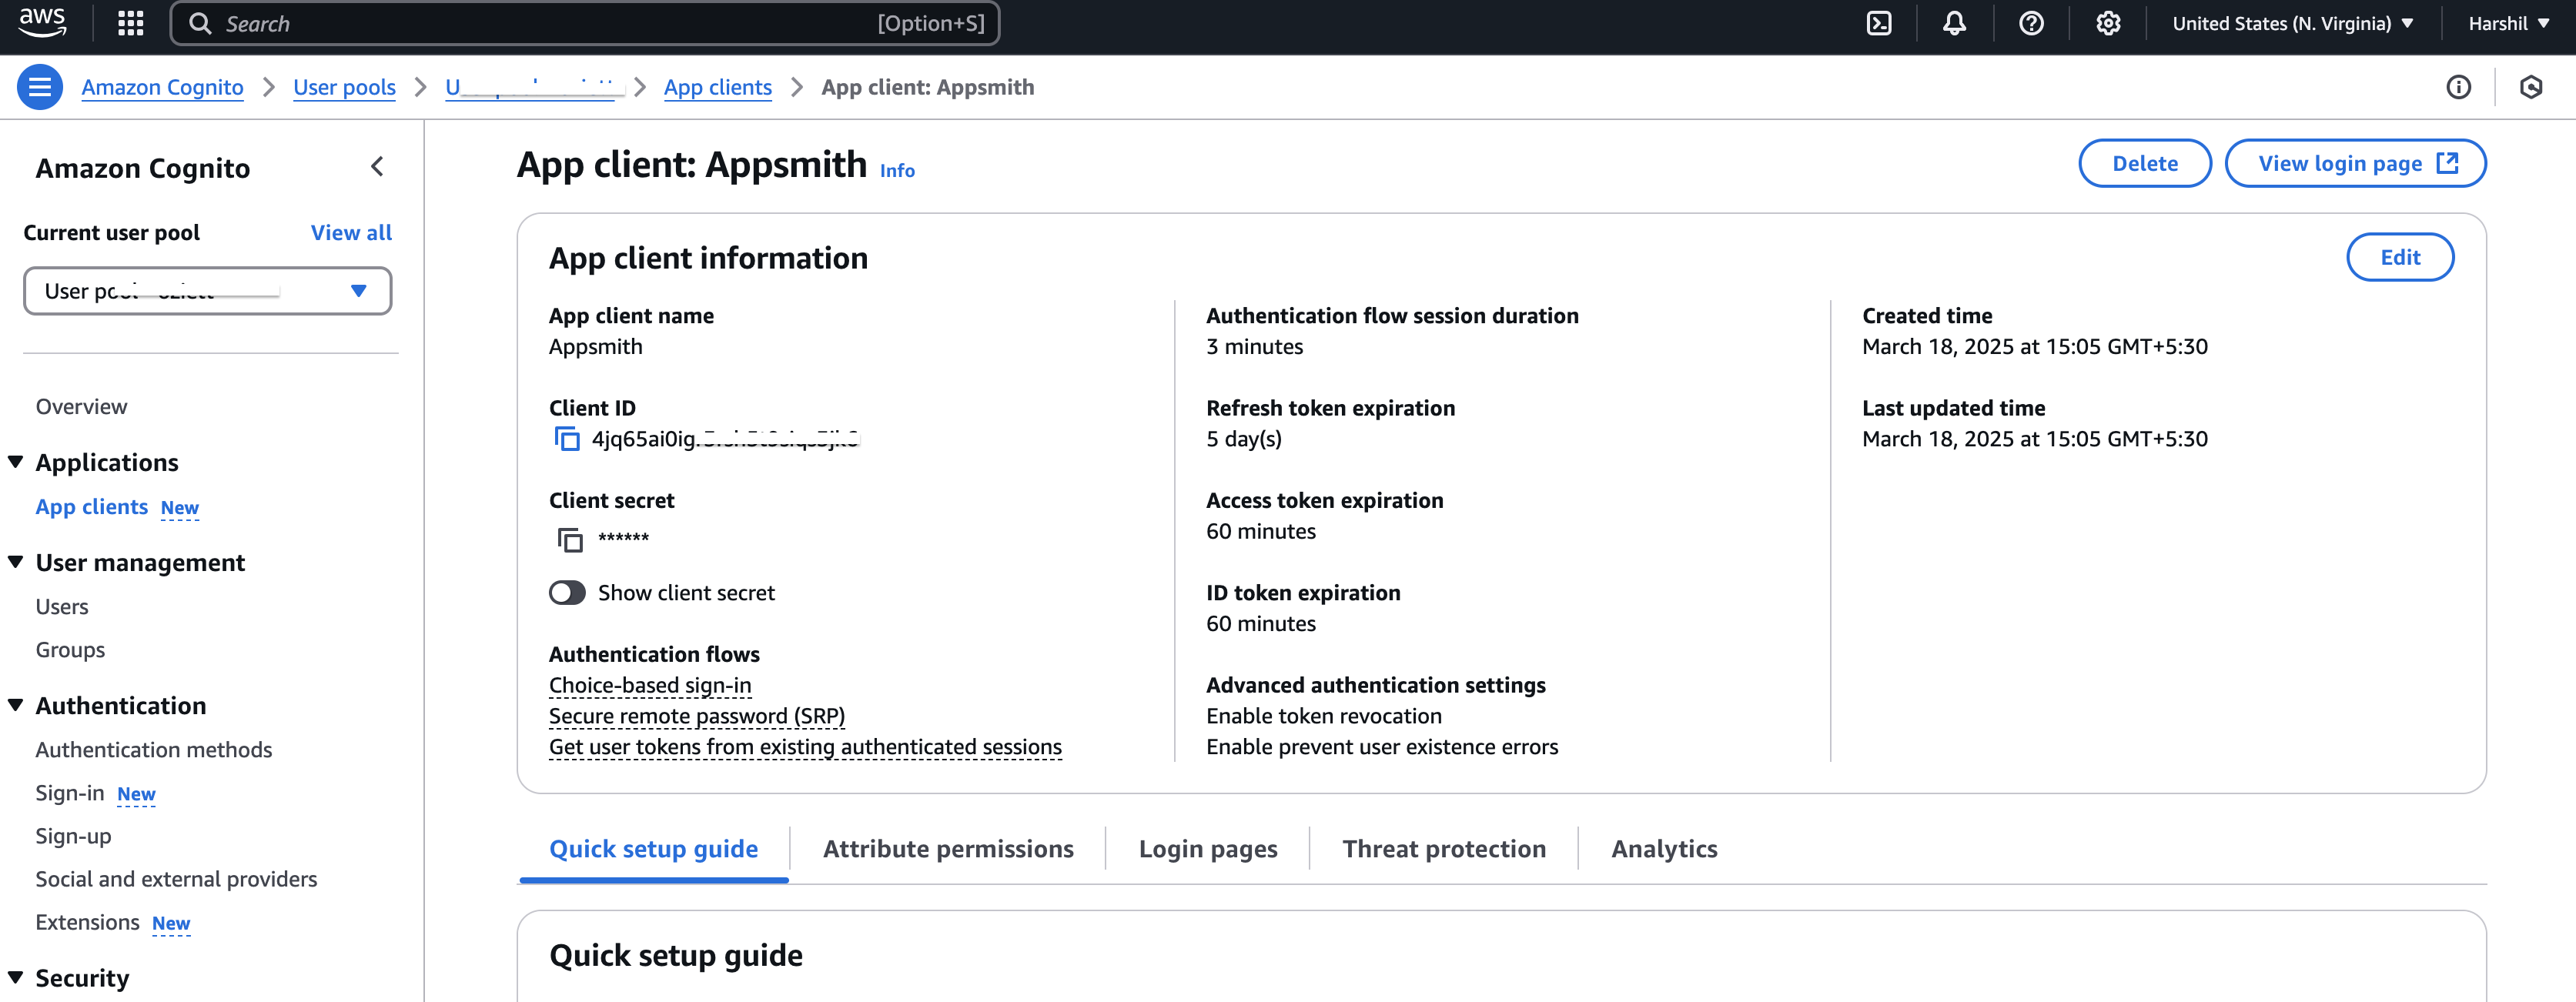 aws
Search [Option+S]
United States (N. Virginia)
Harshil
Amazon Cognito
User pools
App clients
App client: Appsmith
Amazon Cognito
Current user pool
View all
User
Overview
Applications
App clients New
User management
Users
Groups
Authentication
Authentication methods
Sign-in New
Sign-up
Social and external providers
Extensions New
Security
App client: Appsmith Info
Delete
View login page
App client information
Edit
App client name
Appsmith
Client ID
Client secret
******
Show client secret
Authentication flows
Choice-based sign-in
Secure remote password (SRP)
Get user tokens from existing authenticated sessions
Authentication flow session duration
3 minutes
Refresh token expiration
5 day(s)
Access token expiration
60 minutes
ID token expiration
60 minutes
Advanced authentication settings
Enable token revocation
Enable prevent user existence errors
Created time
March 18, 2025 at 15:05 GMT+5:30
Last updated time
March 18, 2025 at 15:05 GMT+5:30
Quick setup guide
Attribute permissions
Login pages
Threat protection
Analytics
Quick setup guide